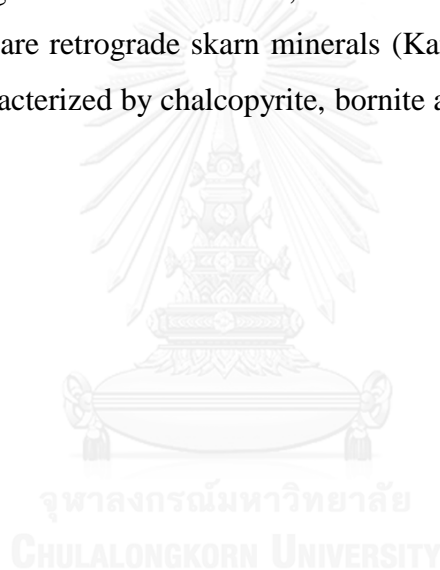 are retrograde skarn minerals (Ka
acterized by chalcopyrite, bornite a
จุฬาลงกรณ์มหาวิทยาลัย
CHULALONGKORN UNIVERSITY